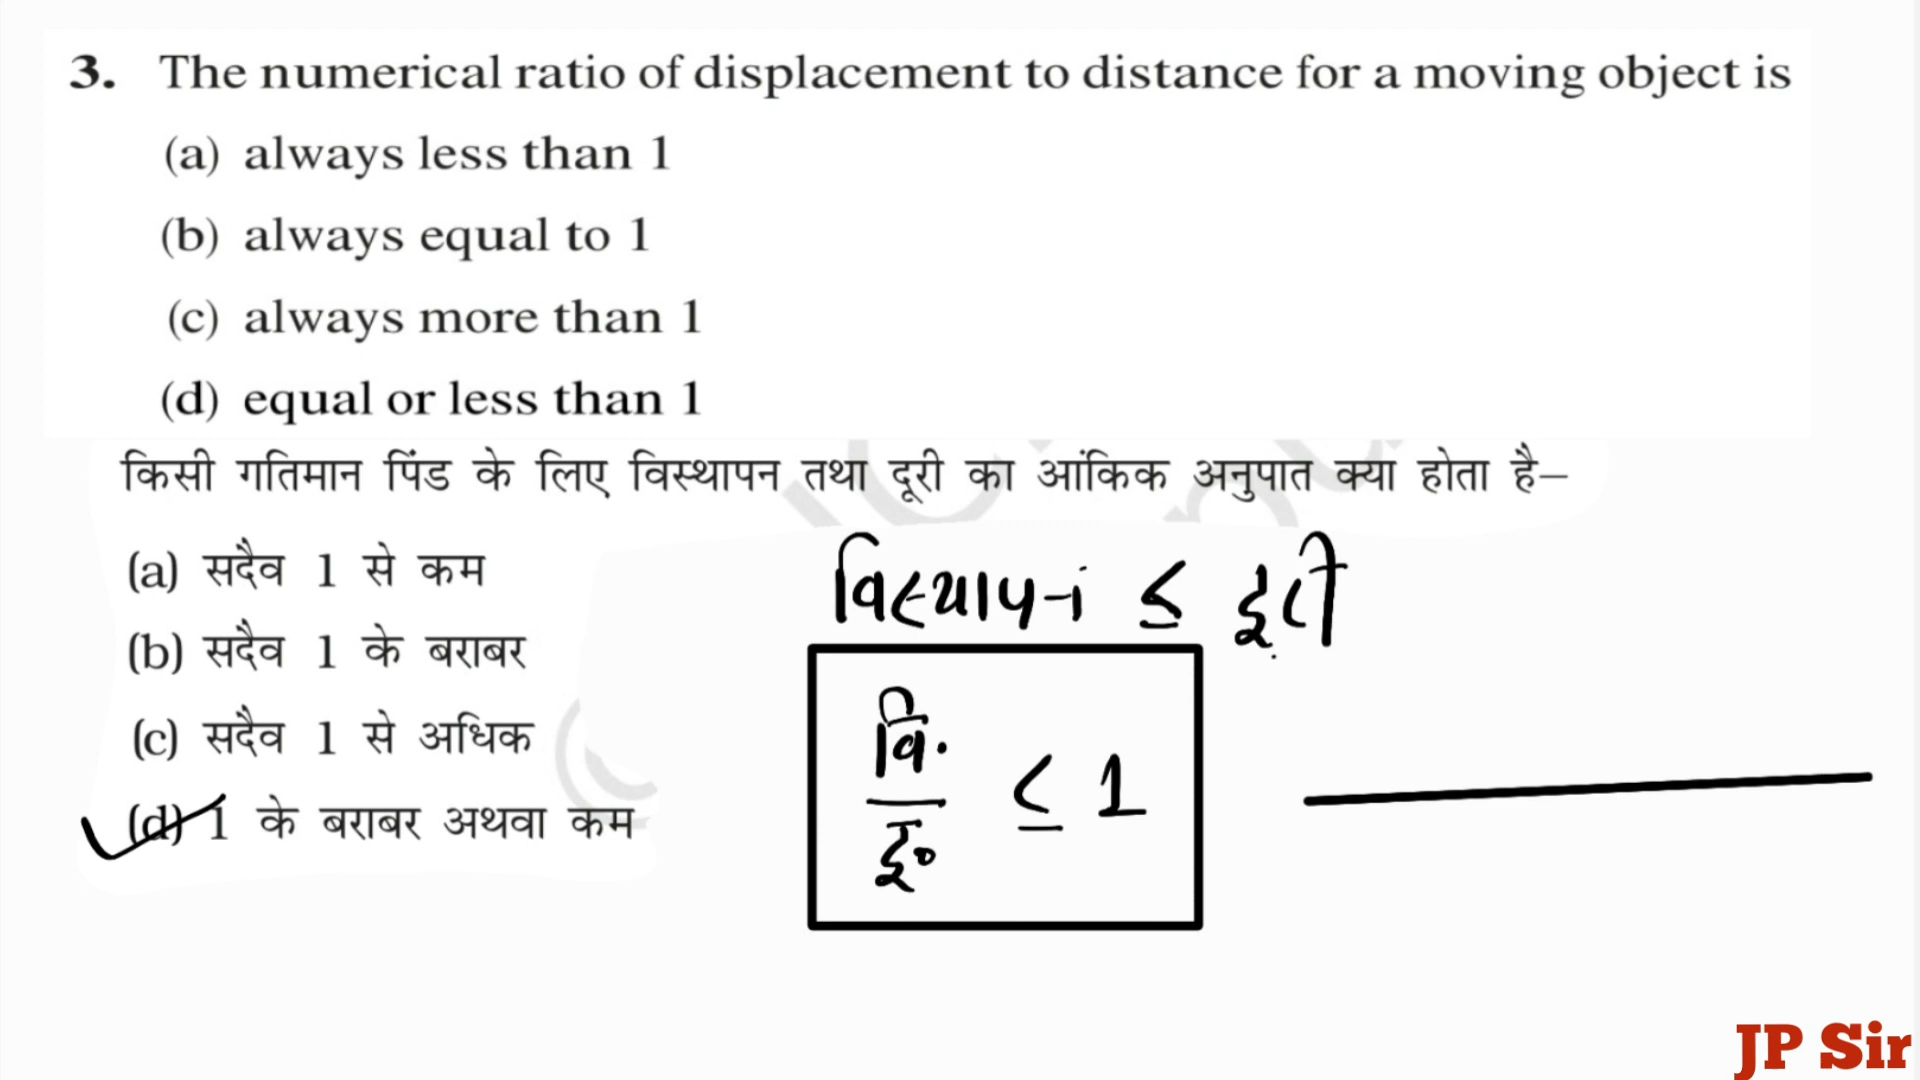 3. The numerical ratio of displacement to distance for a moving object is
(a) always less than 1
(b) always equal to 1
(c) always more than 1
(d) equal or less than 1
किसी गतिमान पिंड के लिए विस्थापन तथा दूरी का आंकिक अनुपात क्या होता है–
(a) सदैव 1 से कम
(b) सदैव 1 के बराबर
(c) सदैव 1 से अधिक
(d) 1 के बराबर अथवा कम
विस्थापन ≤ दूरी
वि. / दू० ≤ 1
JP Sir